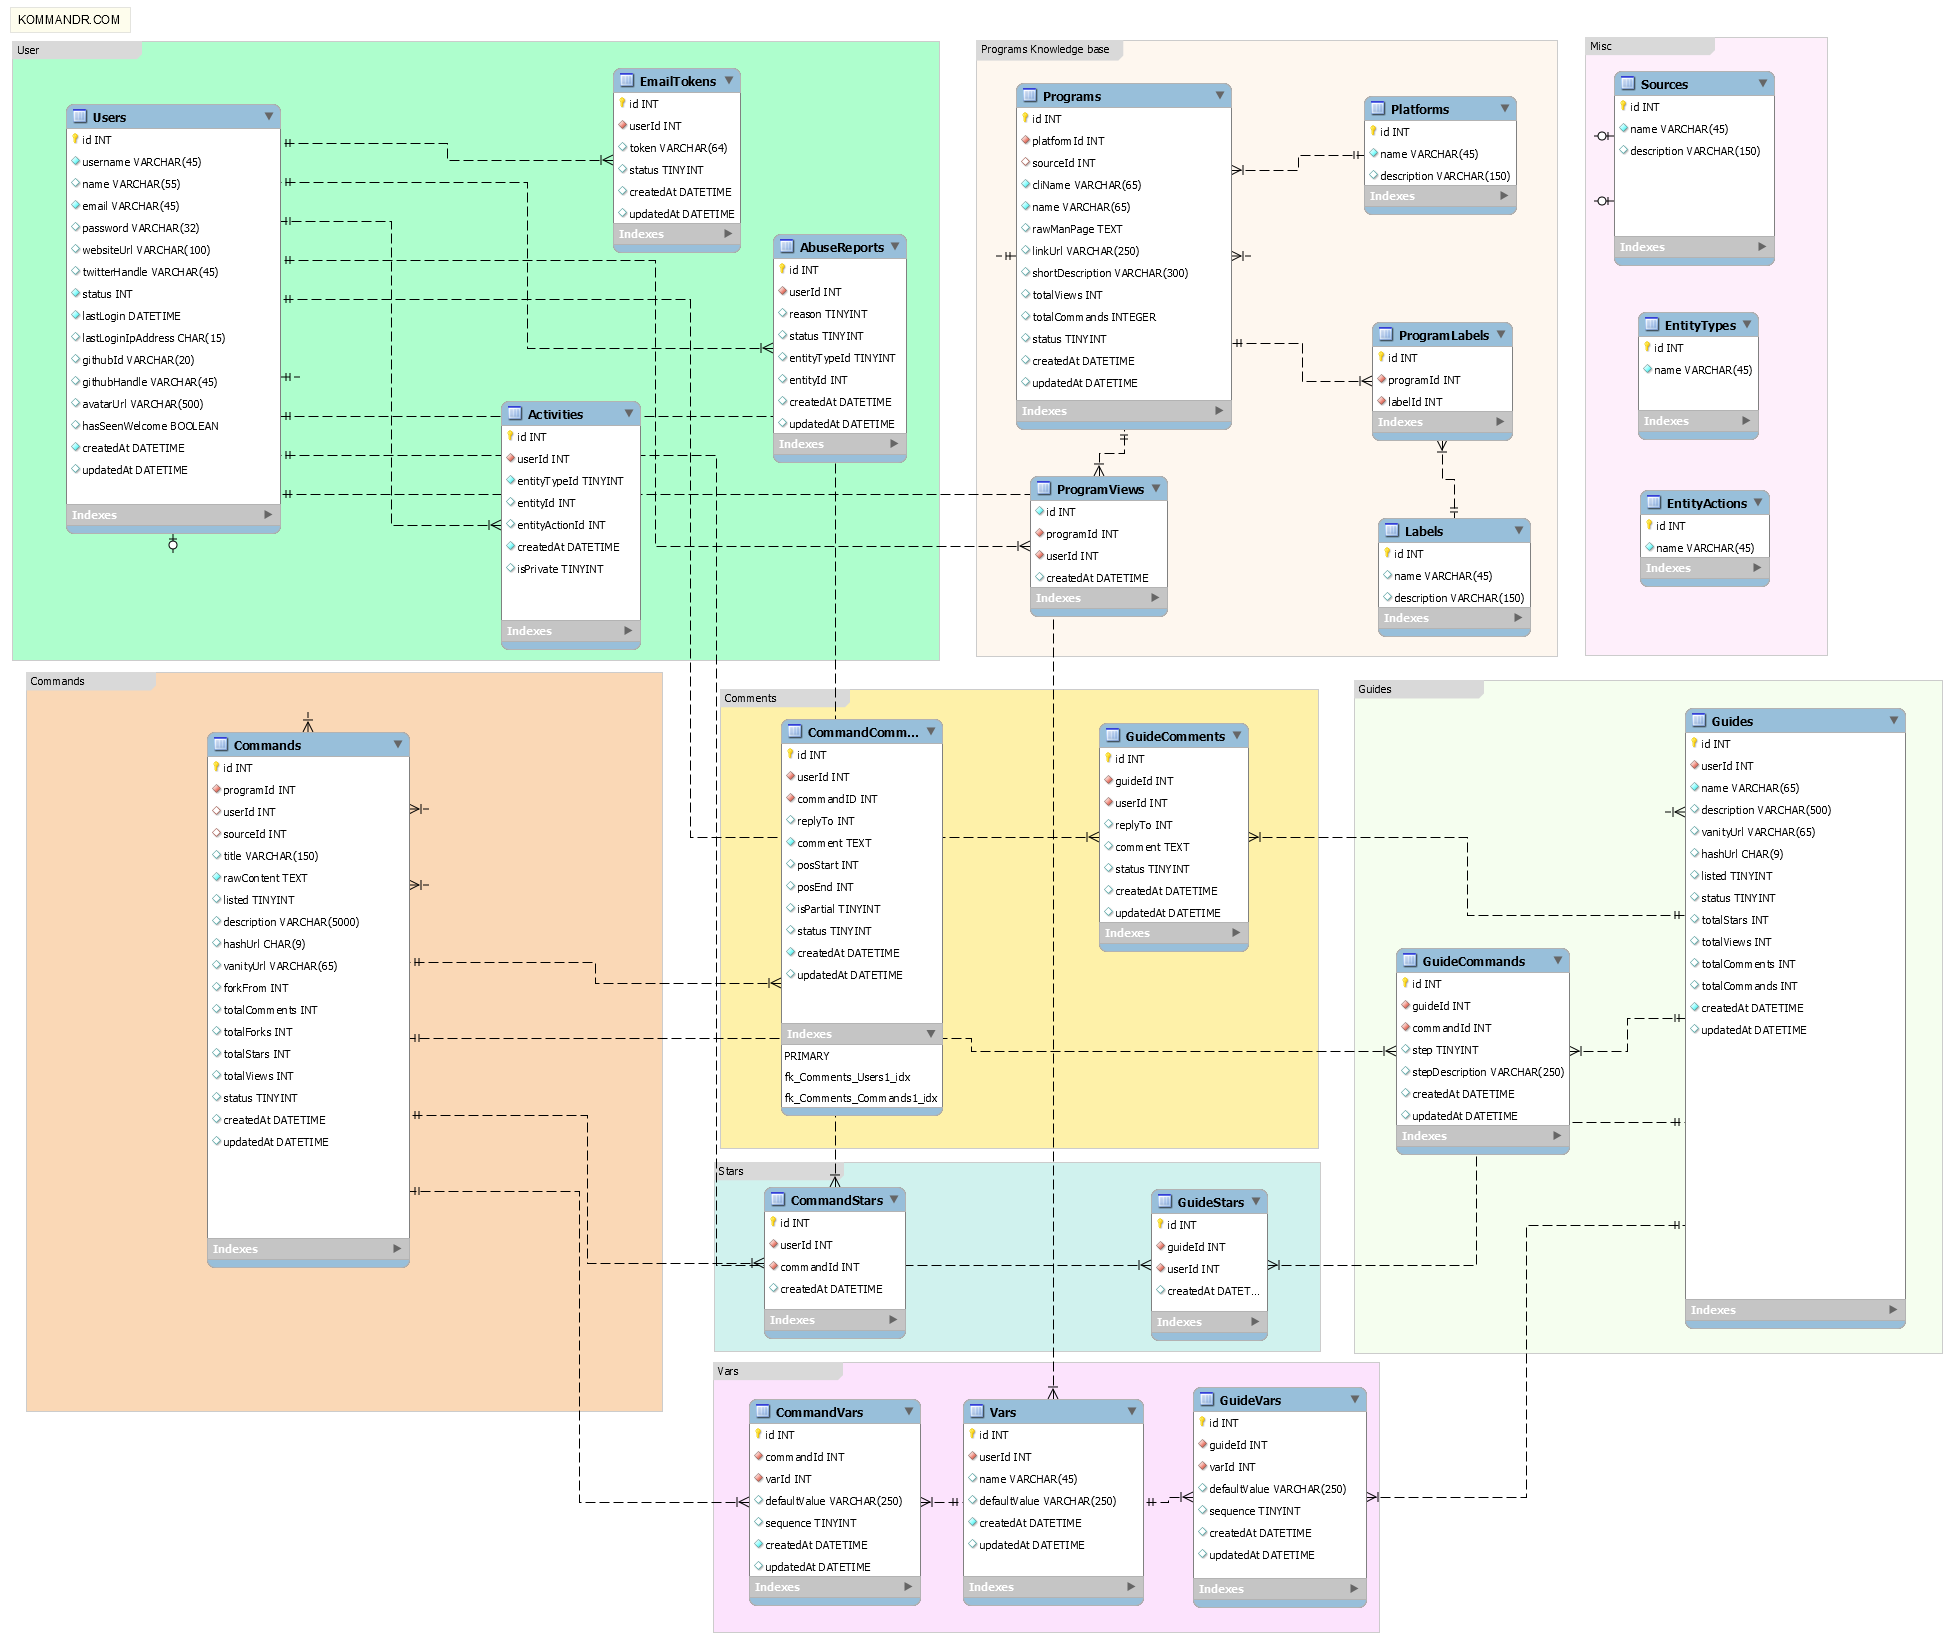 KOMMANDR.COM
User
Users
id INT
username VARCHAR(45)
name VARCHAR(55)
email VARCHAR(45)
password VARCHAR(32)
websiteUrl VARCHAR(100)
twitterHandle VARCHAR(45)
status INT
lastLogin DATETIME
lastLoginIpAddress CHAR(15)
githubId VARCHAR(20)
githubHandle VARCHAR(45)
avatarUrl VARCHAR(500)
hasSeenWelcome BOOLEAN
createdAt DATETIME
updatedAt DATETIME
Indexes
EmailTokens
id INT
userId INT
token VARCHAR(64)
status TINYINT
createdAt DATETIME
updatedAt DATETIME
Indexes
AbuseReports
id INT
userId INT
reason TINYINT
status TINYINT
entityTypeId TINYINT
entityId INT
createdAt DATETIME
updatedAt DATETIME
Indexes
Activities
id INT
userId INT
entityTypeId TINYINT
entityId INT
entityActionId INT
createdAt DATETIME
isPrivate TINYINT
Indexes
Programs Knowledge base
Programs
id INT
platformId INT
sourceId INT
cliName VARCHAR(65)
name VARCHAR(65)
rawManPage TEXT
linkUrl VARCHAR(250)
shortDescription VARCHAR(300)
totalViews INT
totalCommands INTEGER
status TINYINT
createdAt DATETIME
updatedAt DATETIME
Indexes
Platforms
id INT
name VARCHAR(45)
description VARCHAR(150)
Indexes
ProgramLabels
id INT
programId INT
labelId INT
Indexes
ProgramViews
id INT
programId INT
userId INT
createdAt DATETIME
Indexes
Labels
id INT
name VARCHAR(45)
description VARCHAR(150)
Indexes
Misc
Sources
id INT
name VARCHAR(45)
description VARCHAR(150)
Indexes
EntityTypes
id INT
name VARCHAR(45)
Indexes
EntityActions
id INT
name VARCHAR(45)
Indexes
Commands
Commands
id INT
programId INT
userId INT
sourceId INT
title VARCHAR(150)
rawContent TEXT
listed TINYINT
description VARCHAR(5000)
hashUrl CHAR(9)
vanityUrl VARCHAR(65)
forkFrom INT
totalComments INT
totalForks INT
totalStars INT
totalViews INT
status TINYINT
createdAt DATETIME
updatedAt DATETIME
Indexes
Comments
CommandComm...
id INT
userId INT
commandID INT
replyTo INT
comment TEXT
posStart INT
posEnd INT
isPartial TINYINT
status TINYINT
createdAt DATETIME
updatedAt DATETIME
Indexes
PRIMARY
fk_Comments_Users1_idx
fk_Comments_Commands1_idx
GuideComments
id INT
guideId INT
userId INT
replyTo INT
comment TEXT
status TINYINT
createdAt DATETIME
updatedAt DATETIME
Indexes
Guides
Guides
id INT
userId INT
name VARCHAR(65)
description VARCHAR(500)
vanityUrl VARCHAR(65)
hashUrl CHAR(9)
listed TINYINT
status TINYINT
totalStars INT
totalViews INT
totalComments INT
totalCommands INT
createdAt DATETIME
updatedAt DATETIME
Indexes
GuideCommands
id INT
guideId INT
commandId INT
step TINYINT
stepDescription VARCHAR(250)
createdAt DATETIME
updatedAt DATETIME
Indexes
Stars
CommandStars
id INT
userId INT
commandId INT
createdAt DATETIME
Indexes
GuideStars
id INT
guideId INT
userId INT
createdAt DATET...
Indexes
Vars
CommandVars
id INT
commandId INT
varId INT
defaultValue VARCHAR(250)
sequence TINYINT
createdAt DATETIME
updatedAt DATETIME
Indexes
Vars
id INT
userId INT
name VARCHAR(45)
defaultValue VARCHAR(250)
createdAt DATETIME
updatedAt DATETIME
Indexes
GuideVars
id INT
guideId INT
varId INT
defaultValue VARCHAR(250)
sequence TINYINT
createdAt DATETIME
updatedAt DATETIME
Indexes